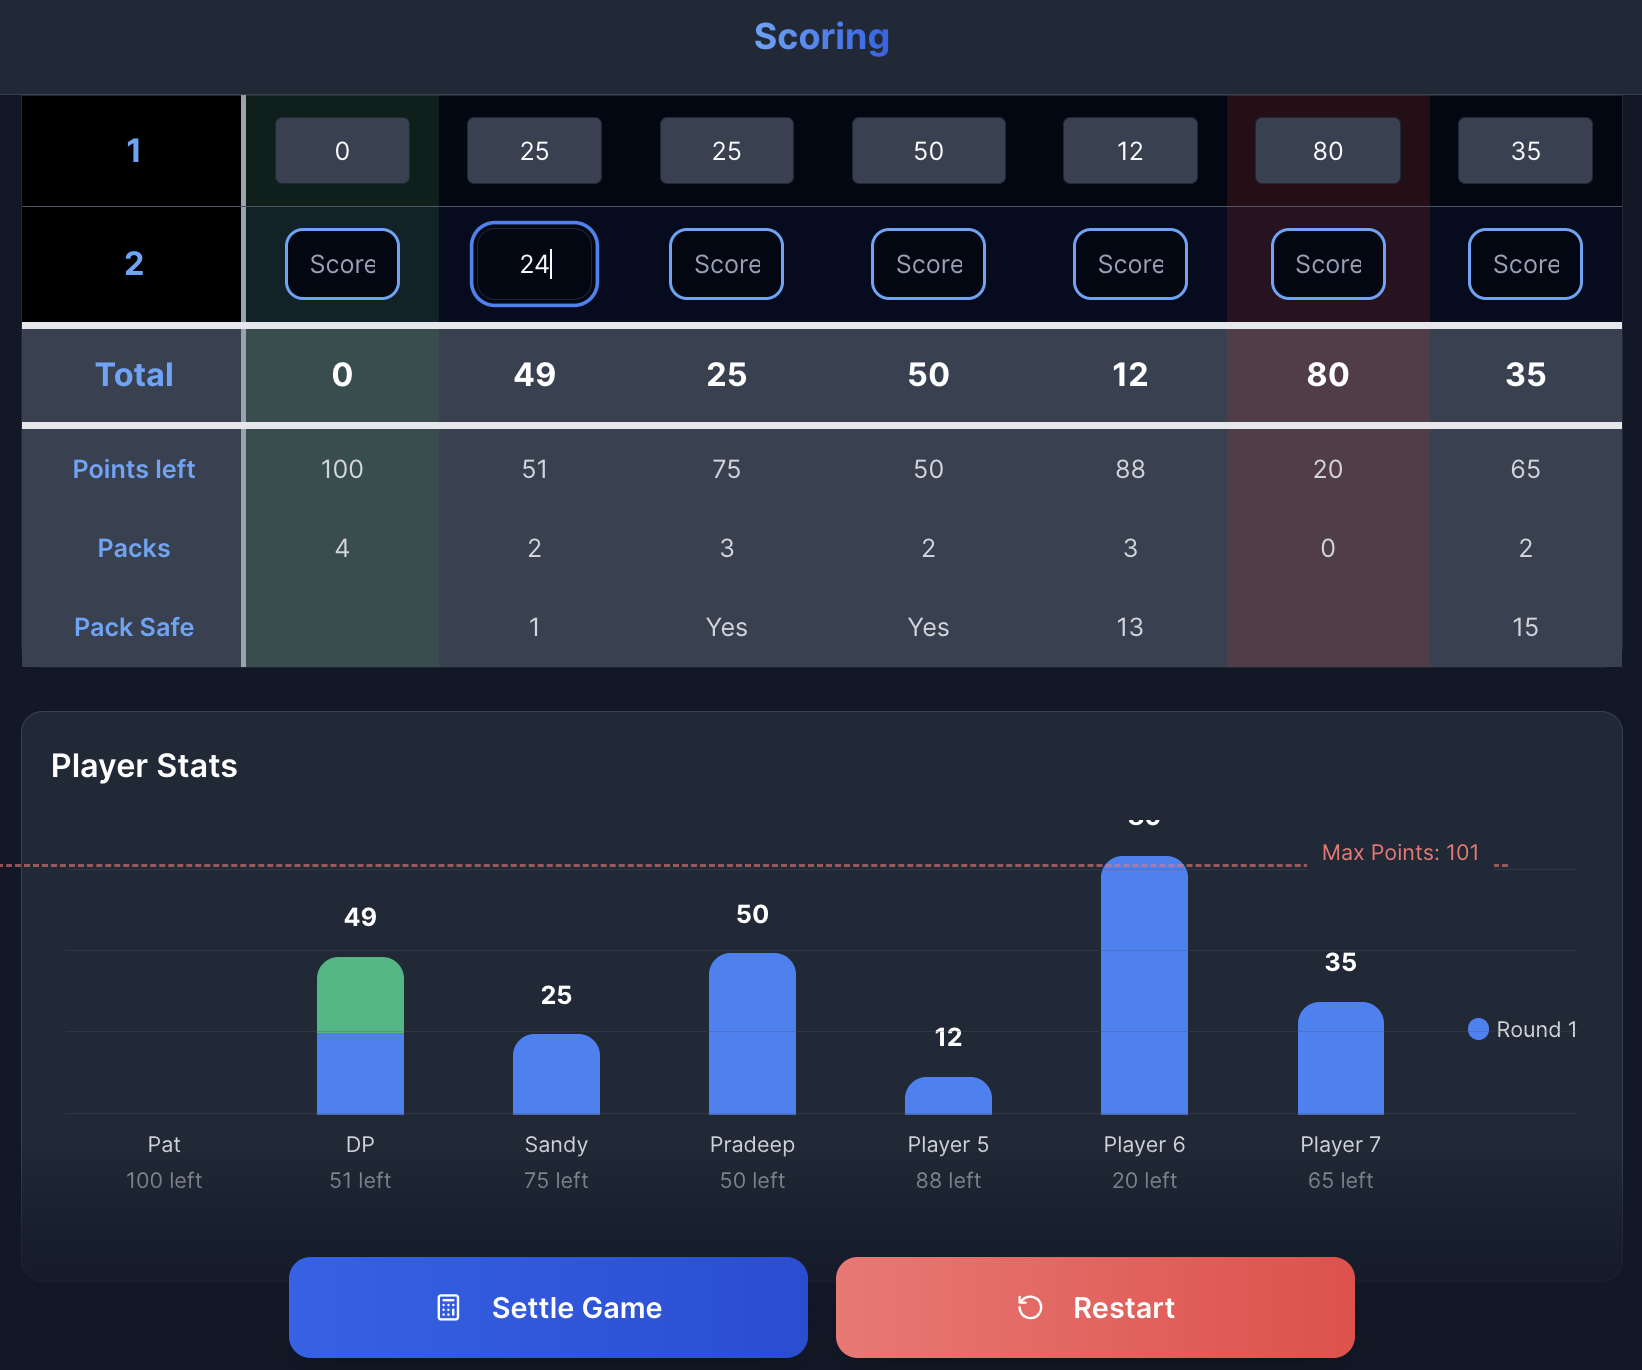 Scoring
1 0 25 25 50 12 80 35
2 Score 24 Score Score Score Score Score
Total 0 49 25 50 12 80 35
Points left 100 51 75 50 88 20 65
Packs 4 2 3 2 3 0 2
Pack Safe 1 Yes Yes 13 15
Player Stats
Max Points: 101
49 25 50 12 35
Round 1
Pat DP Sandy Pradeep Player 5 Player 6 Player 7
100 left 51 left 75 left 50 left 88 left 20 left 65 left
Settle Game Restart